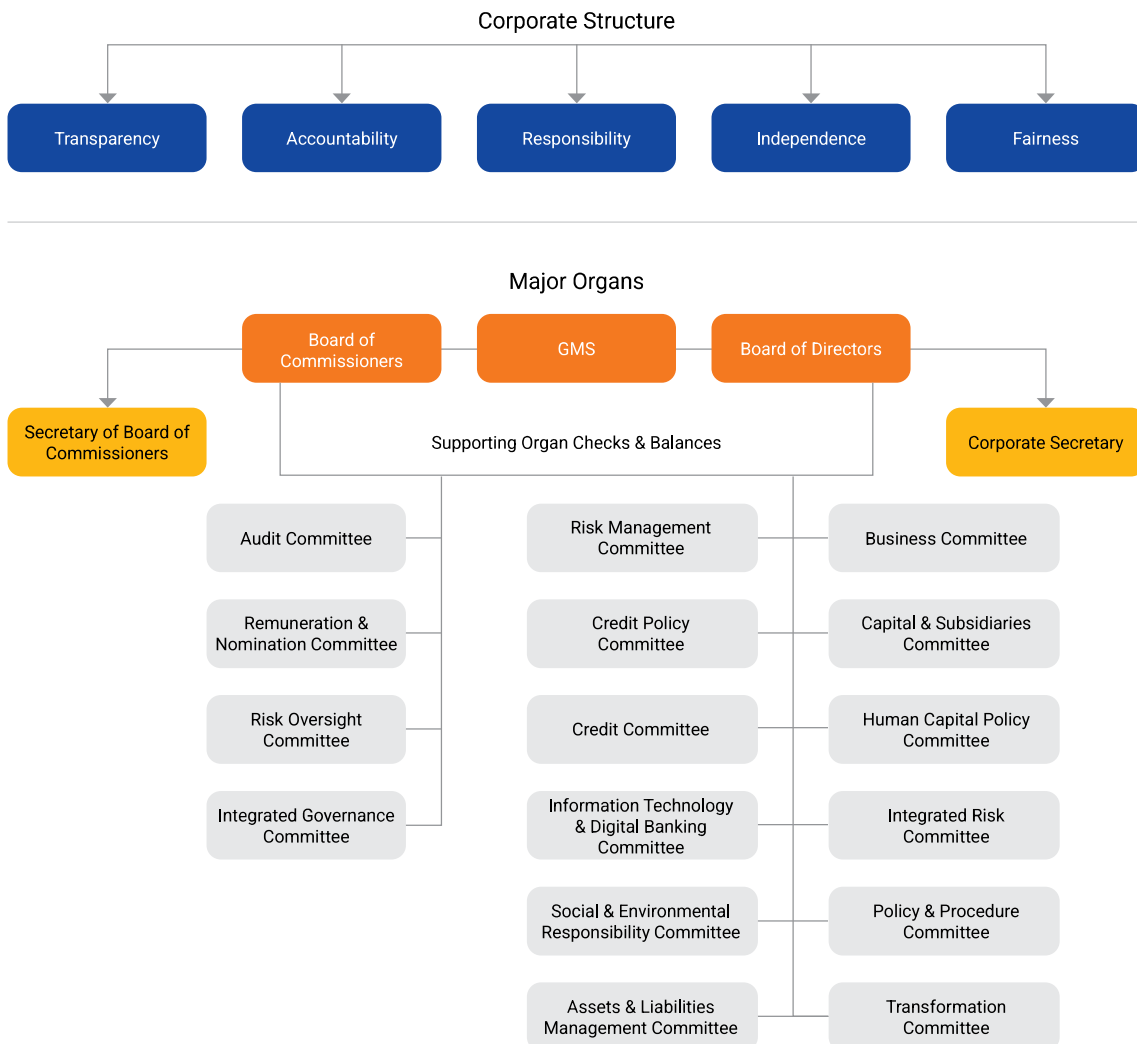 Corporate Structure
Transparency
Accountability
Responsibility
Independence
Fairness
Major Organs
Board of
Commissioners
GMS
Board of Directors
Secretary of Board of
Commissioners
Supporting Organ Checks & Balances
Corporate Secretary
Audit Committee
Risk Management
Committee
Business Committee
Remuneration &
Nomination Committee
Credit Policy
Committee
Capital & Subsidiaries
Committee
Risk Oversight
Committee
Credit Committee
Human Capital Policy
Committee
Integrated Governance
Committee
Information Technology
& Digital Banking
Committee
Integrated Risk
Committee
Social & Environmental
Responsibility Committee
Policy & Procedure
Committee
Assets & Liabilities
Management Committee
Transformation
Committee